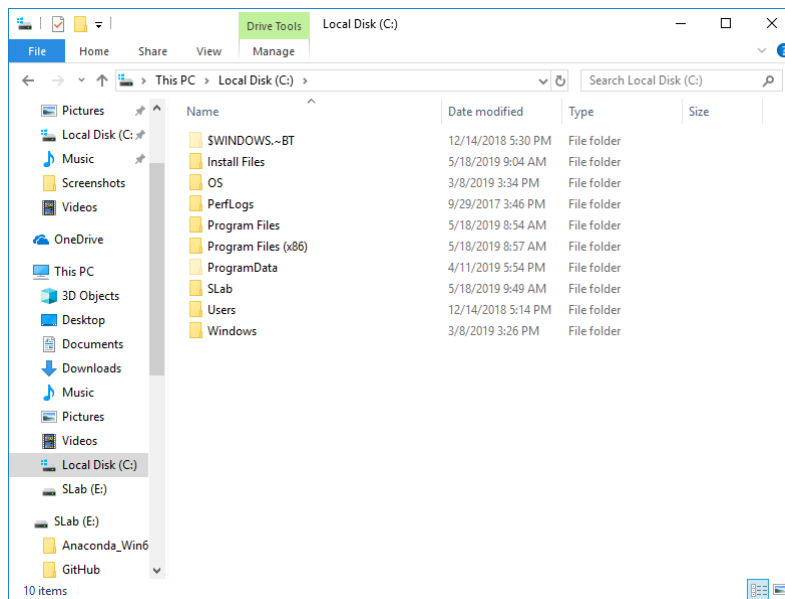 Drive Tools Local Disk (C:)
File Home Share View Manage
This PC > Local Disk (C:) > Search Local Disk (C:)
Pictures
Local Disk (C:
Music
Screenshots
Videos
OneDrive
This PC
3D Objects
Desktop
Documents
Downloads
Music
Pictures
Videos
Local Disk (C:)
SLab (E:)
SLab (E:)
Anaconda_Win6
GitHub
Name Date modified Type Size
$WINDOWS.~BT 12/14/2018 5:30 PM File folder
Install Files 5/18/2019 9:04 AM File folder
OS 3/8/2019 3:34 PM File folder
PerfLogs 9/29/2017 3:46 PM File folder
Program Files 5/18/2019 8:54 AM File folder
Program Files (x86) 5/18/2019 8:57 AM File folder
ProgramData 4/11/2019 5:54 PM File folder
SLab 5/18/2019 9:49 AM File folder
Users 12/14/2018 5:14 PM File folder
Windows 3/8/2019 3:26 PM File folder
10 items